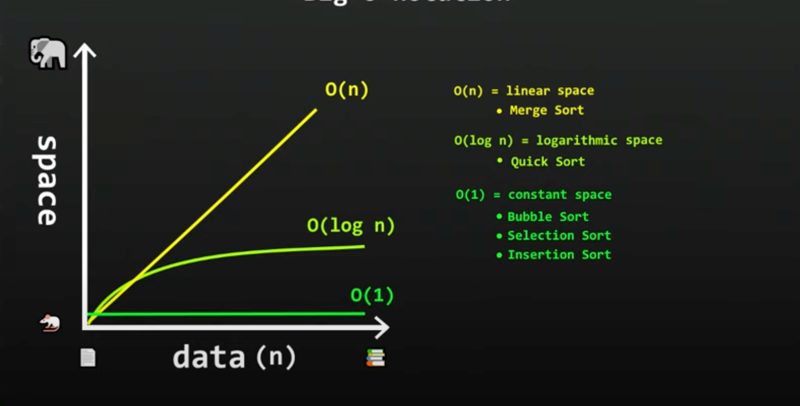 space
O(n)
O(log n)
O(1)
data (n)
O(n) = linear space
• Merge Sort
O(log n) = logarithmic space
• Quick Sort
O(1) = constant space
• Bubble Sort
• Selection Sort
• Insertion Sort